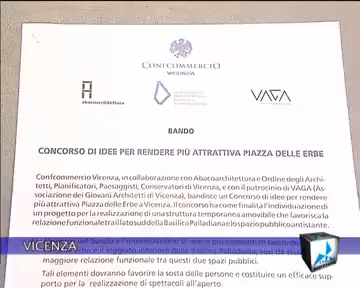 CONFCOMMERCIO
VICENZA
abacoarchitettura
VAGA
BANDO
CONCORSO DI IDEE PER RENDERE PIÙ ATTRATTIVA PIAZZA DELLE ERBE
Confcommercio Vicenza, in collaborazione con Abacoarchitettura e Ordine degli Archi-
tetti, Pianificatori, Paesaggisti, Conservatori di Vicenza, e con il patrocinio di VAGA (As-
sociazione dei Giovani Architetti di Vicenza), bandisce un Concorso di idee per rendere
più attrattiva Piazza delle Erbe a Vicenza. Il concorso ha come finalità l'individuazione di
un progetto per la realizzazione di una struttura temporanea amovibile che favorisca la
relazione funzionale tra il lato sud della Basilica Palladiana e lo spazio pubblico antistante.
maggiore relazione funzionale tra questi due spazi pubblici.
Tali elementi dovranno favorire la sosta delle persone e costituire un efficace sup-
porto per la realizzazione di spettacoli all'aperto.
VICENZA